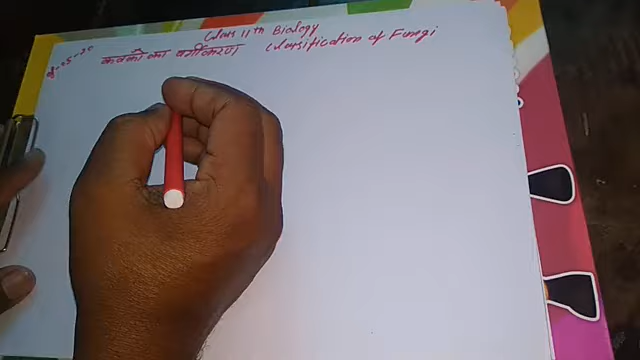 Class 11th Biology
कवकों का वर्गीकरण Classification of Fungi